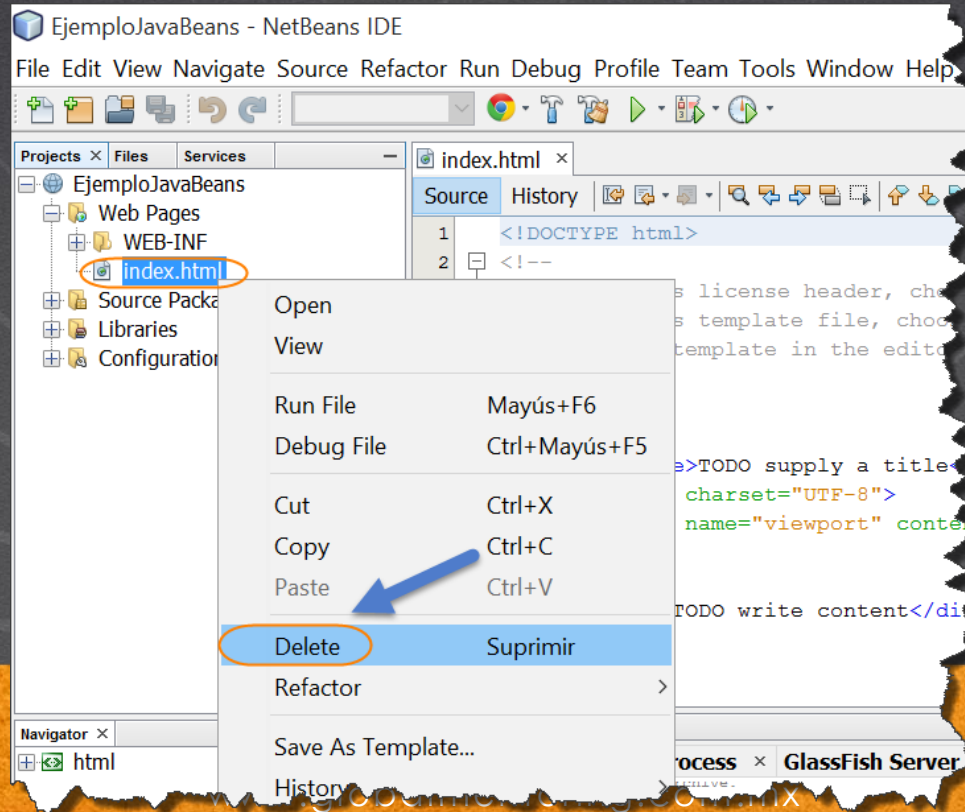 EjemploJavaBeans - NetBeans IDE
File Edit View Navigate Source Refactor Run Debug Profile Team Tools Window Help
Projects Files Services
EjemploJavaBeans
Web Pages
WEB-INF
index.html
Source Packa
Libraries
Configuration
index.html
Source History
1 <!DOCTYPE html>
2 <!--
s license header, cho
s template file, choo
template in the edito
e>TODO supply a title<
charset="UTF-8">
name="viewport" conte
TODO write content</di
Open
View
Run File Mayús+F6
Debug File Ctrl+Mayús+F5
Cut Ctrl+X
Copy Ctrl+C
Paste Ctrl+V
Delete Suprimir
Refactor
Save As Template...
History
Navigator
html
rocess GlassFish Server